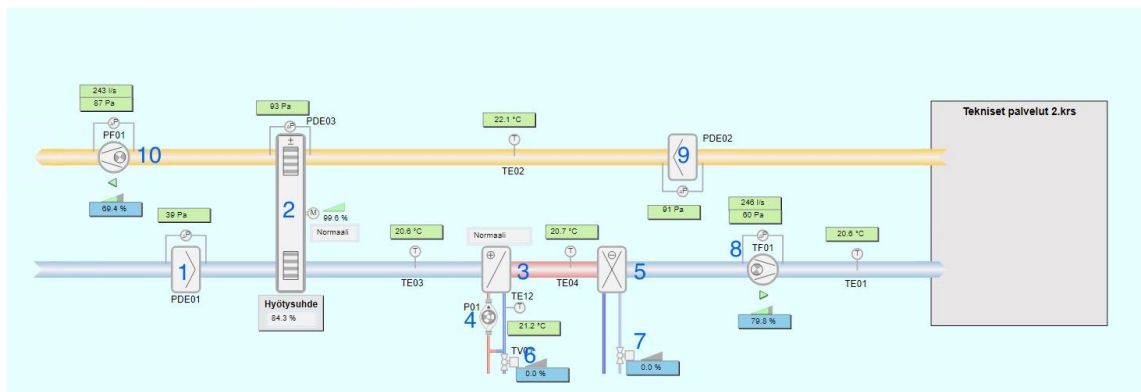 Tekniset palvelut 2.krs
243 l/s
87 Pa
PF01
10
69.4 %
93 Pa
PDE03
±
2
M
99.6 %
Normaali
22.1 °C
T
TE02
PDE02
9
91 Pa
39 Pa
1
PDE01
Hyötysuhde
84.3 %
20.6 °C
T
TE03
Normaali
3
20.7 °C
T
TE04
5
246 l/s
60 Pa
TF01
8
79.8 %
20.6 °C
T
TE01
P01
4
TE12
T
21.2 °C
6
0.0 %
7
0.0 %